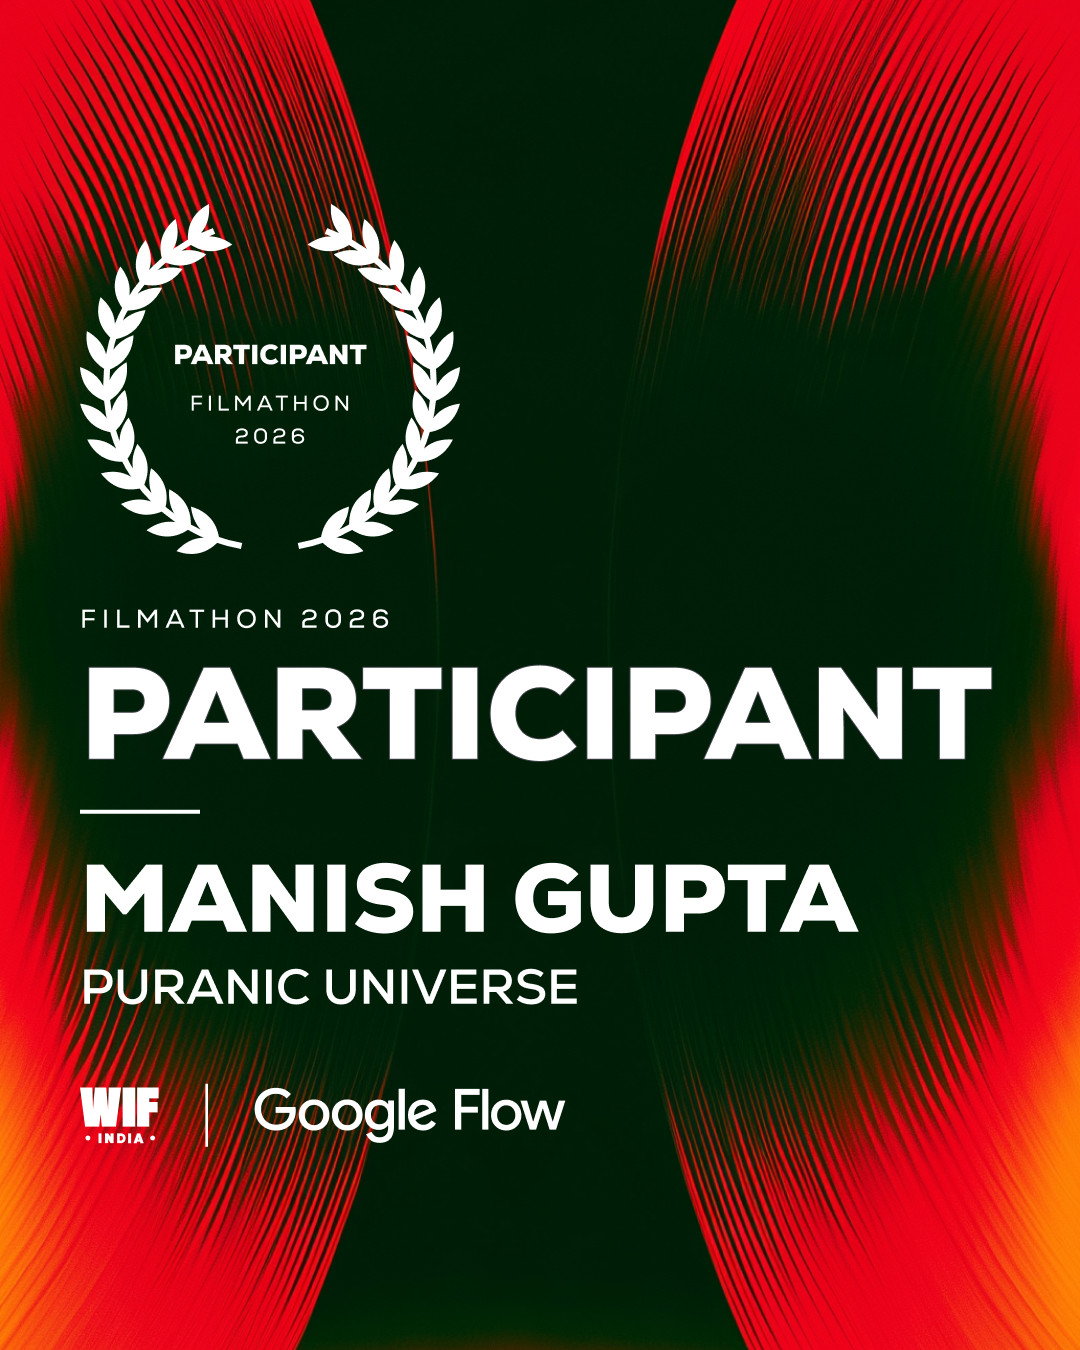 PARTICIPANT
FILMATHON
2026
FILMATHON 2026
PARTICIPANT
MANISH GUPTA
PURANIC UNIVERSE
WIF
• INDIA •
Google Flow